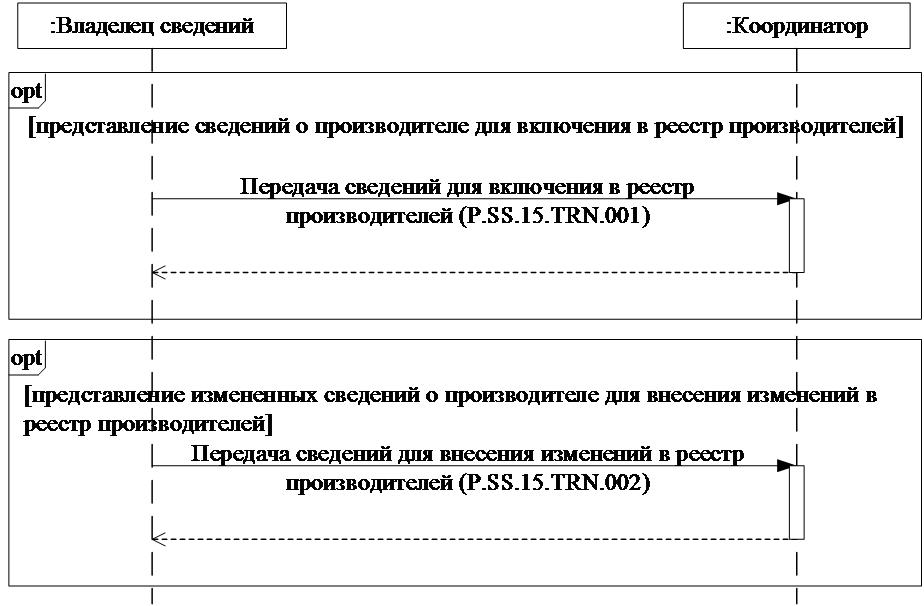 :Владелец сведений
:Координатор
opt
[представление сведений о производителе для включения в реестр производителей]
Передача сведений для включения в реестр
производителей (P.SS.15.TRN.001)
opt
[представление измененных сведений о производителе для внесения изменений в
реестр производителей]
Передача сведений для внесения изменений в реестр
производителей (P.SS.15.TRN.002)